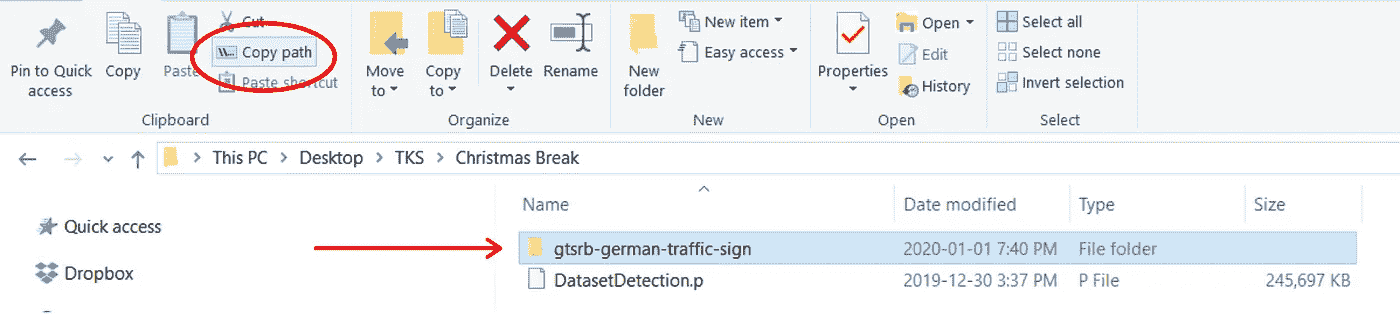 Cut
Copy path
Paste shortcut
Pin to Quick access
Copy
Paste
Clipboard
Move to
Copy to
Delete
Rename
Organize
New folder
New item
Easy access
New
Properties
Open
Edit
History
Open
Select all
Select none
Invert selection
Select
This PC > Desktop > TKS > Christmas Break
Name Date modified Type Size
Quick access
gtsrb-german-traffic-sign 2020-01-01 7:40 PM File folder
Dropbox
DatasetDetection.p 2019-12-30 3:37 PM P File 245,697 KB